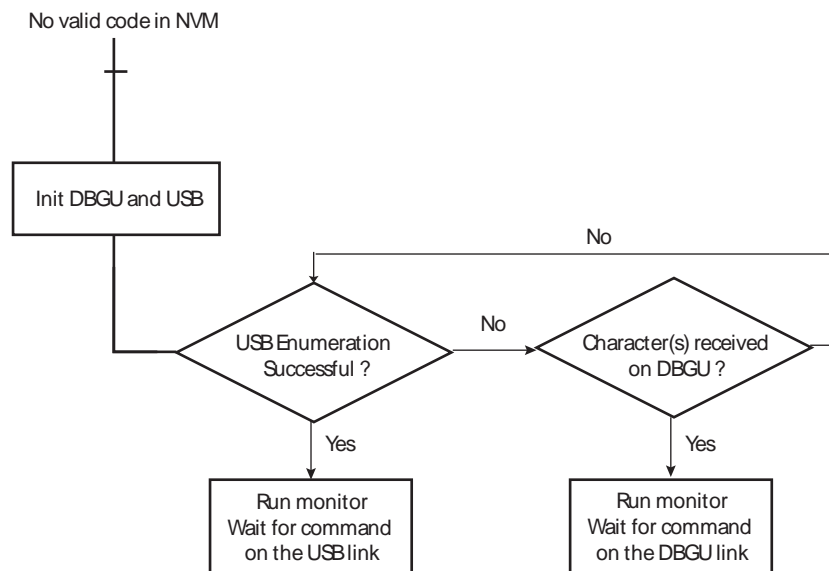 No valid code in NVM
Init DBGU and USB
No
USB Enumeration
Successful ?
No
Character(s) received
on DBGU ?
Yes
Yes
Run monitor
Wait for command
on the USB link
Run monitor
Wait for command
on the DBGU link